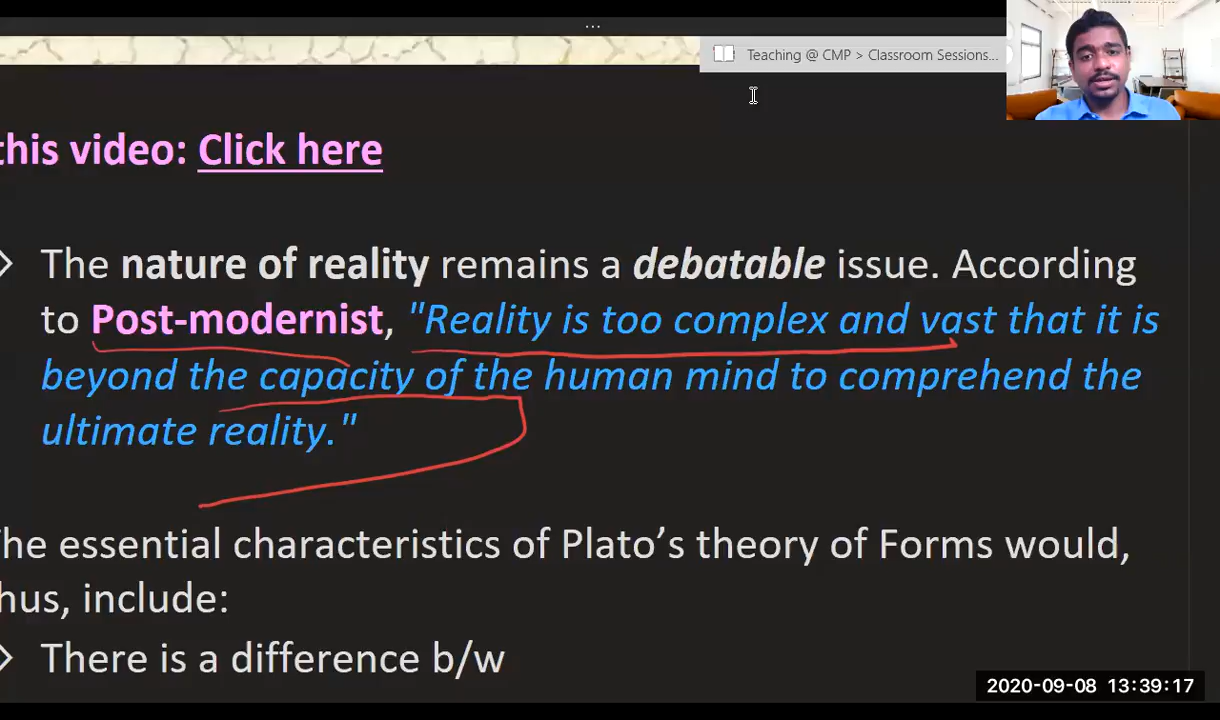 ...
Teaching @ CMP > Classroom Sessions...
this video: Click here
The nature of reality remains a debatable issue. According
to Post-modernist, "Reality is too complex and vast that it is
beyond the capacity of the human mind to comprehend the
ultimate reality."
he essential characteristics of Plato’s theory of Forms would,
hus, include:
There is a difference b/w
2020-09-08 13:39:17